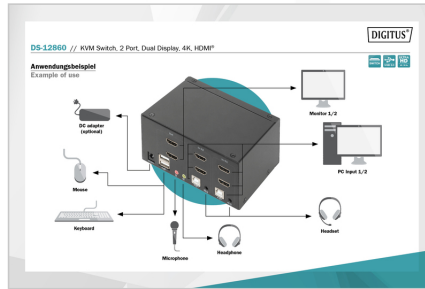 DIGITUS®
DS-12860 // KVM Switch, 2 Port, Dual Display, 4K, HDMI®
Anwendungsbeispiel
Example of use
DC adapter
(optional)
Monitor 1/2
PC Input 1/2
Mouse
Keyboard
Microphone
Headphone
Headset